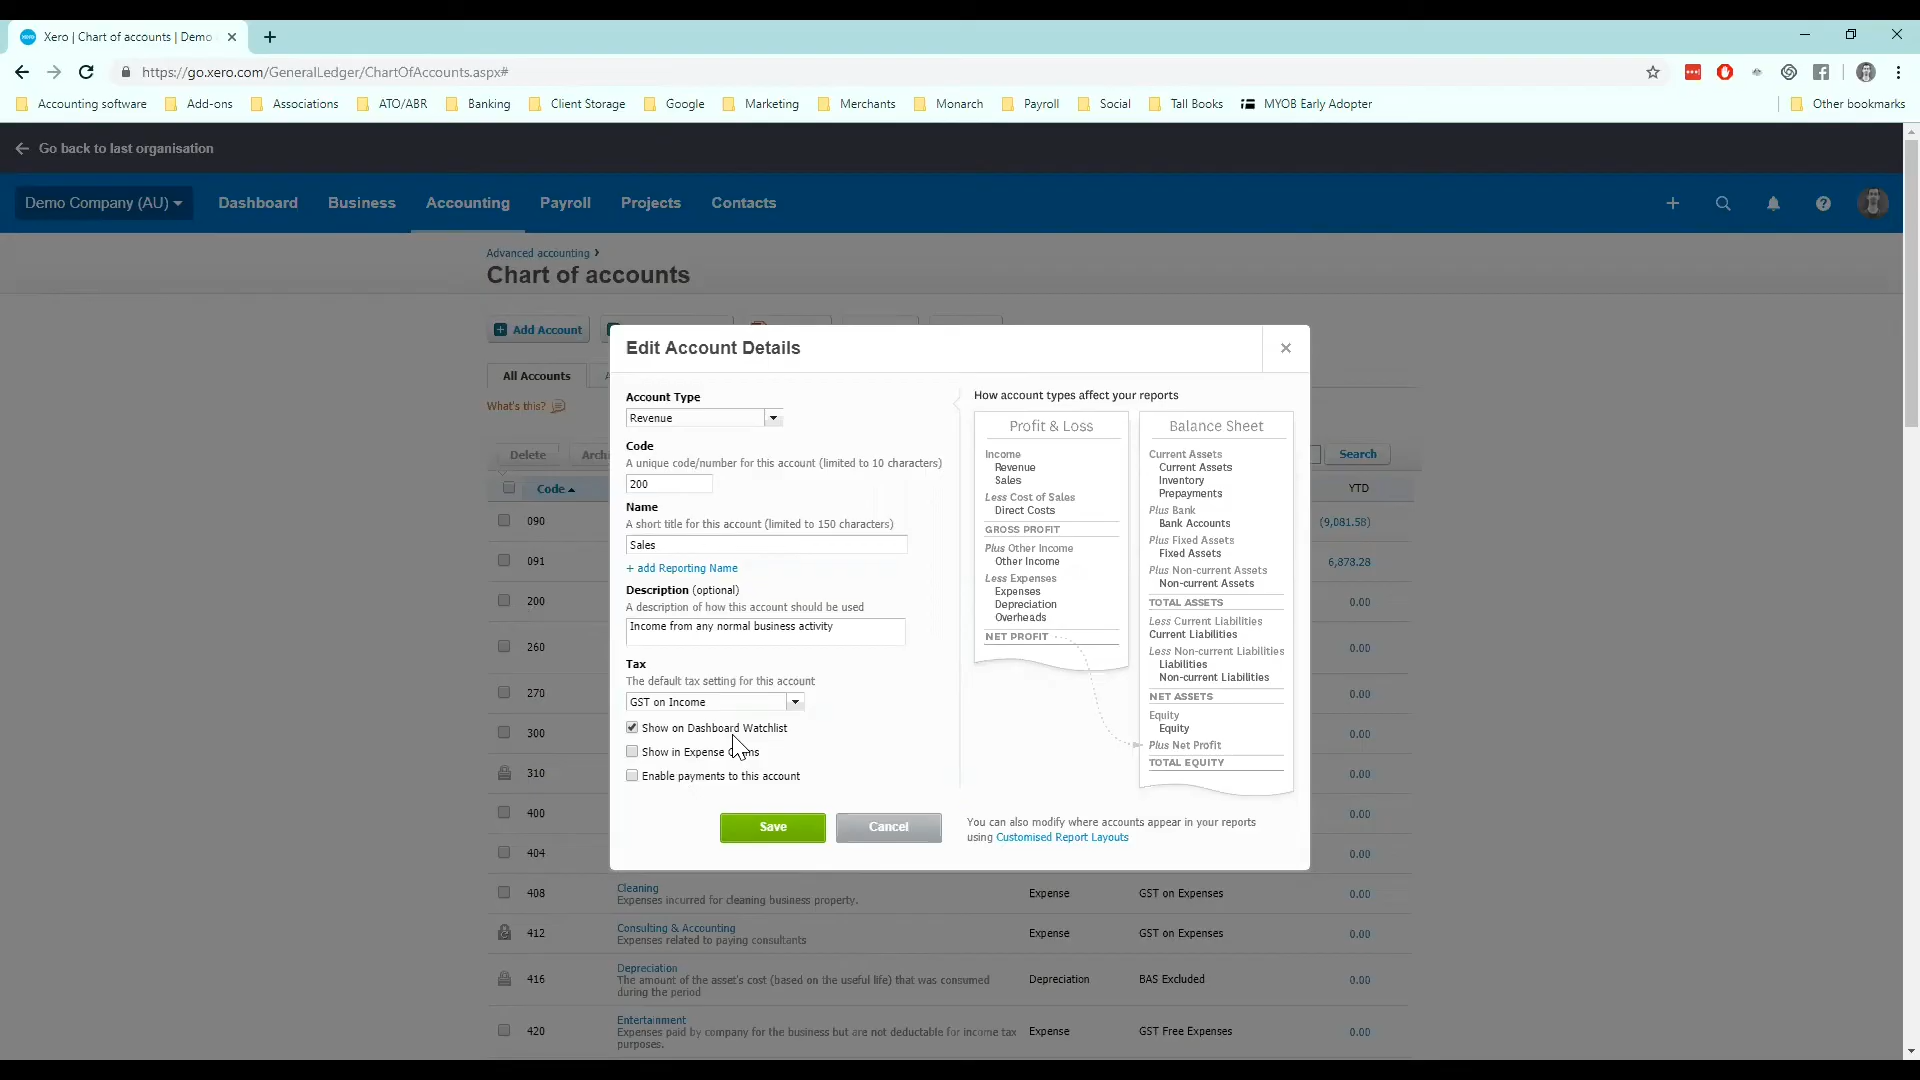 Xero | Chart of accounts | Demo
https://go.xero.com/GeneralLedger/ChartOfAccounts.aspx#
Accounting software Add-ons Associations ATO/ABR Banking Client Storage Google Marketing Merchants Monarch Payroll Social Tall Books MYOB Early Adopter Other bookmarks
Go back to last organisation
Demo Company (AU) Dashboard Business Accounting Payroll Projects Contacts
Advanced accounting ›
Chart of accounts
Add Account
All Accounts
What's this?
Delete
Search
Code
YTD
090 (9,081.58)
091 6,878.28
200 0.00
260 0.00
270 0.00
300 0.00
310 0.00
400 0.00
404 0.00
Edit Account Details
Account Type
Revenue
Code
A unique code/number for this account (limited to 10 characters)
200
Name
A short title for this account (limited to 150 characters)
Sales
+ add Reporting Name
Description (optional)
A description of how this account should be used
Income from any normal business activity
Tax
The default tax setting for this account
GST on Income
Show on Dashboard Watchlist
Show in Expense
Enable payments to this account
Save Cancel
How account types affect your reports
Profit & Loss
Income
Revenue
Sales
Less Cost of Sales
Direct Costs
GROSS PROFIT
Plus Other Income
Other Income
Less Expenses
Expenses
Depreciation
Overheads
NET PROFIT
Balance Sheet
Current Assets
Current Assets
Inventory
Prepayments
Plus Bank
Bank Accounts
Plus Fixed Assets
Fixed Assets
Plus Non-current Assets
Non-current Assets
TOTAL ASSETS
Less Current Liabilities
Current Liabilities
Less Non-current Liabilities
Liabilities
Non-current Liabilities
NET ASSETS
Equity
Equity
Plus Net Profit
TOTAL EQUITY
You can also modify where accounts appear in your reports
using Customised Report Layouts
408 Cleaning Expense GST on Expenses 0.00
Expenses incurred for cleaning business property.
412 Consulting & Accounting Expense GST on Expenses 0.00
Expenses related to paying consultants
416 Depreciation Depreciation BAS Excluded 0.00
The amount of the asset's cost (based on the useful life) that was consumed
during the period
420 Entertainment Expense GST Free Expenses 0.00
Expenses paid by company for the business but are not deductable for income tax
purposes.